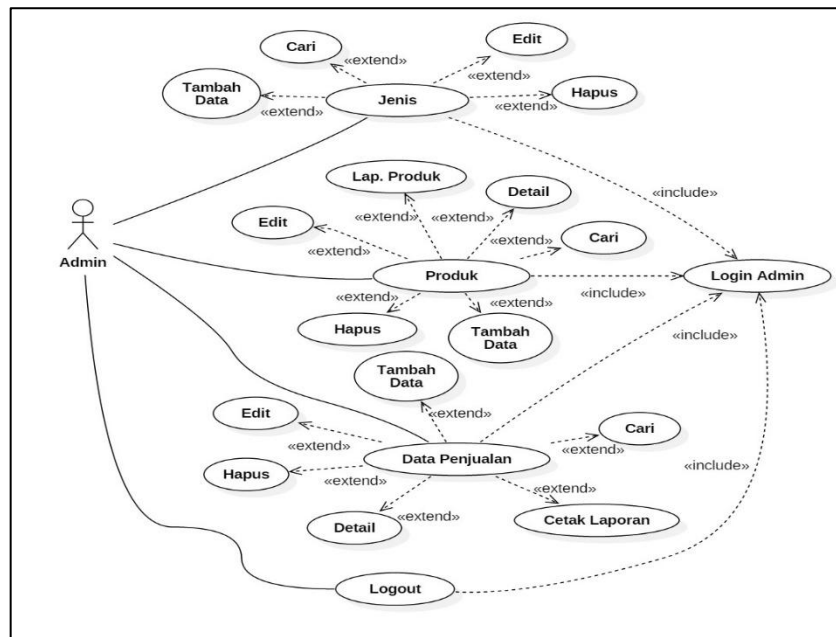 Cari
«extend»
Edit
«extend»
Tambah
Data
«extend»
Jenis
«extend»
Hapus
Lap. Produk
Detail
«include»
Edit
«extend»
«extend»
«extend»
«extend»
Cari
Admin
Produk
«include»
Login Admin
«extend»
«extend»
Hapus
Tambah
Data
«include»
Tambah
Data
Edit
«extend»
Cari
«extend»
«extend»
Data Penjualan
«include»
Hapus
«extend»
«extend»
«extend»
Detail
Cetak Laporan
Logout